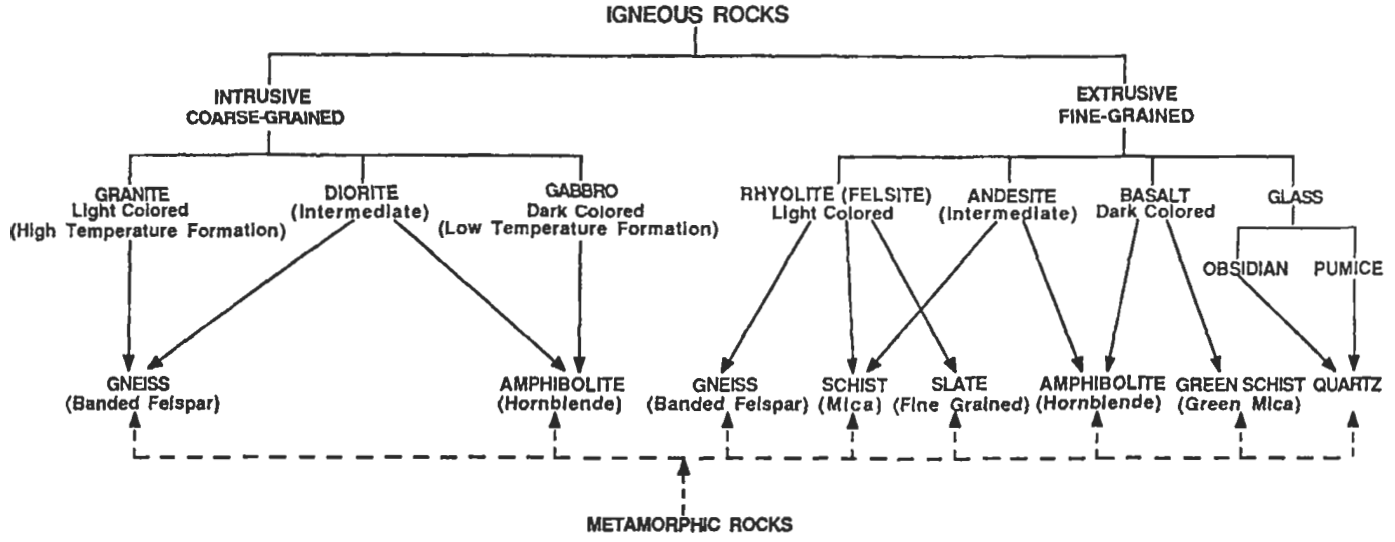 IGNEOUS ROCKS
INTRUSIVE
COARSE-GRAINED
EXTRUSIVE
FINE-GRAINED
GRANITE
Light Colored
(High Temperature Formation)
DIORITE
(Intermediate)
GABBRO
Dark Colored
(Low Temperature Formation)
RHYOLITE (FELSITE)
Light Colored
ANDESITE
(Intermediate)
BASALT
Dark Colored
GLASS
OBSIDIAN
PUMICE
GNEISS
(Banded Felspar)
AMPHIBOLITE
(Hornblende)
GNEISS
(Banded Felspar)
SCHIST
(Mica)
SLATE
(Fine Grained)
AMPHIBOLITE
(Hornblende)
GREEN SCHIST
(Green Mica)
QUARTZ
METAMORPHIC ROCKS